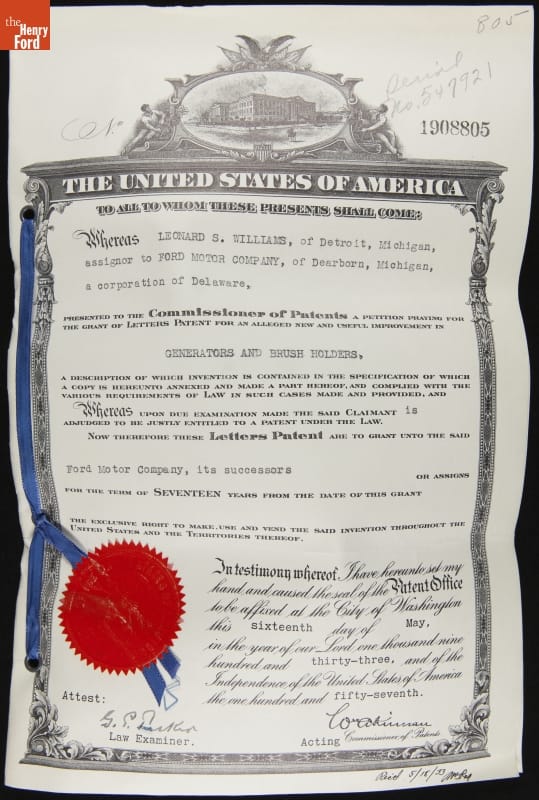 the
Henry
Ford
805
Serial
No. 547921
No.
1908805
THE UNITED STATES OF AMERICA
TO ALL TO WHOM THESE PRESENTS SHALL COME:
Whereas LEONARD S. WILLIAMS, of Detroit, Michigan,
assignor to FORD MOTOR COMPANY, of Dearborn, Michigan,
a corporation of Delaware,
PRESENTED TO THE Commissioner of Patents A PETITION PRAYING FOR
THE GRANT OF LETTERS PATENT FOR AN ALLEGED NEW AND USEFUL IMPROVEMENT IN
GENERATORS AND BRUSH HOLDERS,
A DESCRIPTION OF WHICH INVENTION IS CONTAINED IN THE SPECIFICATION OF WHICH
A COPY IS HEREUNTO ANNEXED AND MADE A PART HEREOF, AND COMPLIED WITH THE
VARIOUS REQUIREMENTS OF LAW IN SUCH CASES MADE AND PROVIDED, AND
Whereas UPON DUE EXAMINATION MADE THE SAID CLAIMANT is
ADJUDGED TO BE JUSTLY ENTITLED TO A PATENT UNDER THE LAW.
NOW THEREFORE THESE Letters Patent ARE TO GRANT UNTO THE SAID
Ford Motor Company, its successors
OR ASSIGNS
FOR THE TERM OF SEVENTEEN YEARS FROM THE DATE OF THIS GRANT
THE EXCLUSIVE RIGHT TO MAKE, USE AND VEND THE SAID INVENTION THROUGHOUT THE
UNITED STATES AND THE TERRITORIES THEREOF.
In testimony whereof, I have hereunto set my
hand and caused the seal of the Patent Office
to be affixed at the City of Washington
this sixteenth day of May,
in the year of our Lord one thousand nine
hundred and thirty-three, and of the
Independence of the United States of America
the one hundred and fifty-seventh.
Attest:
Law Examiner.
Acting Commissioner of Patents
Recd 5/18/33